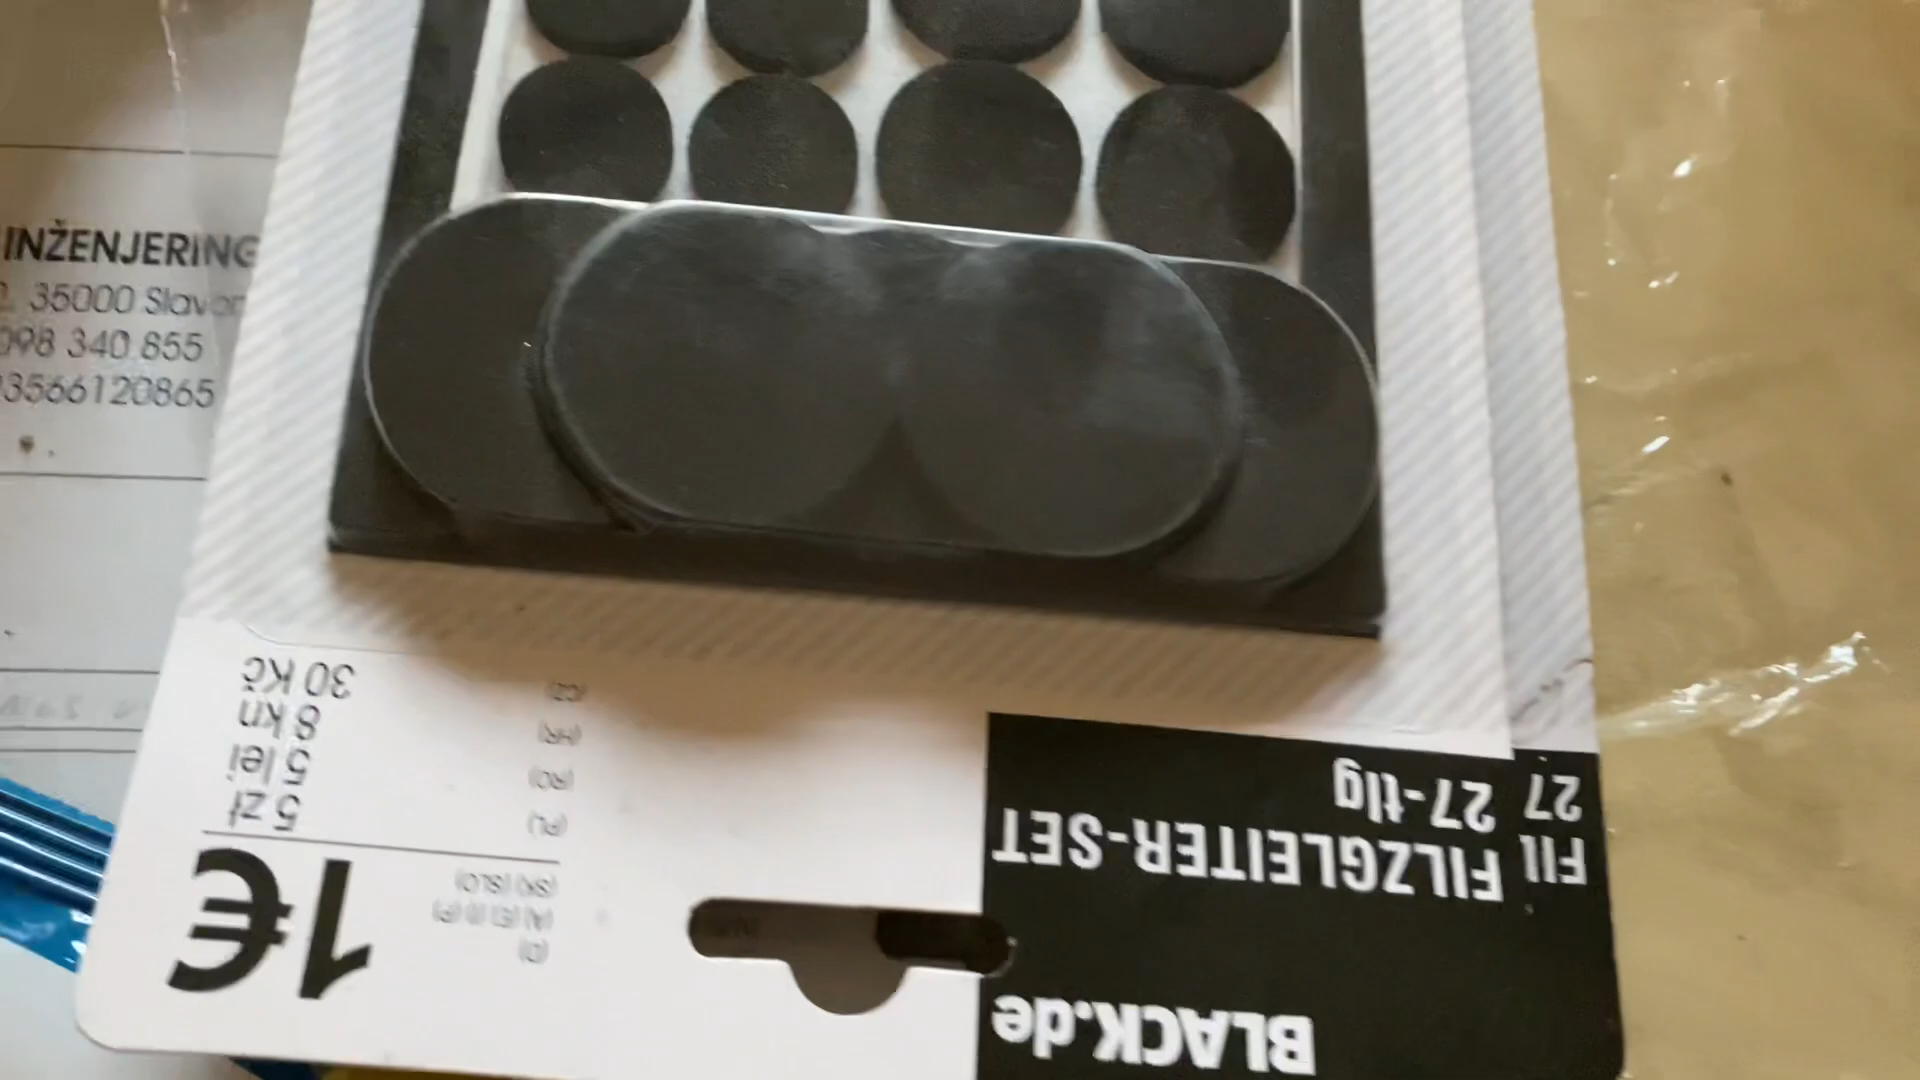 BLACK.de
FILZGLEITER-SET
27-tlg
FIL
27
1€
(D)
(A) (E) (I) (P)
(SK) (SLO)
(PL) 5 zł
(RO) 5 lei
(HR) 8 kn
(CZ) 30 Kč
INŽENJERING
35000 Slavon
098 340 855
3566120865